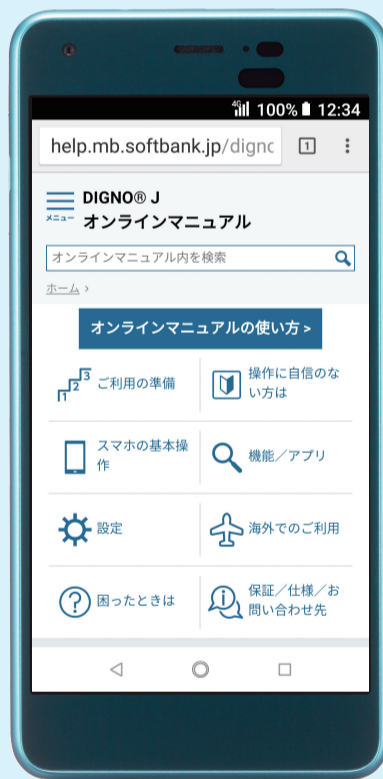 4G 100% 12:34
help.mb.softbank.jp/dignc
1
メニュー
DIGNO® J
オンラインマニュアル
オンラインマニュアル内を検索
ホーム ›
オンラインマニュアルの使い方 >
1 2 3
ご利用の準備
操作に自信のな
い方は
スマホの基本操
作
機能／アプリ
設定
海外でのご利用
困ったときは
保証／仕様／お
問い合わせ先